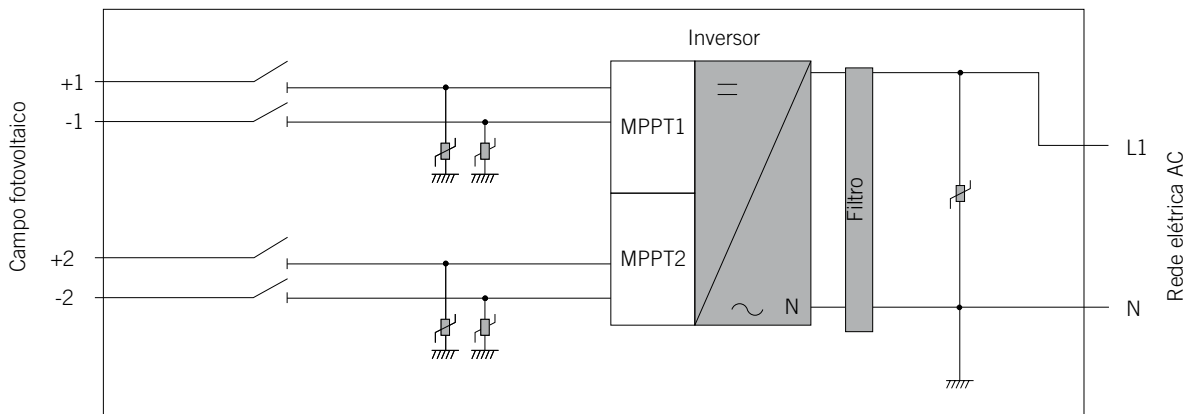 Inversor
Campo fotovoltaico
+1
-1
+2
-2
MPPT1
MPPT2
N
Filtro
L1
N
Rede elétrica AC